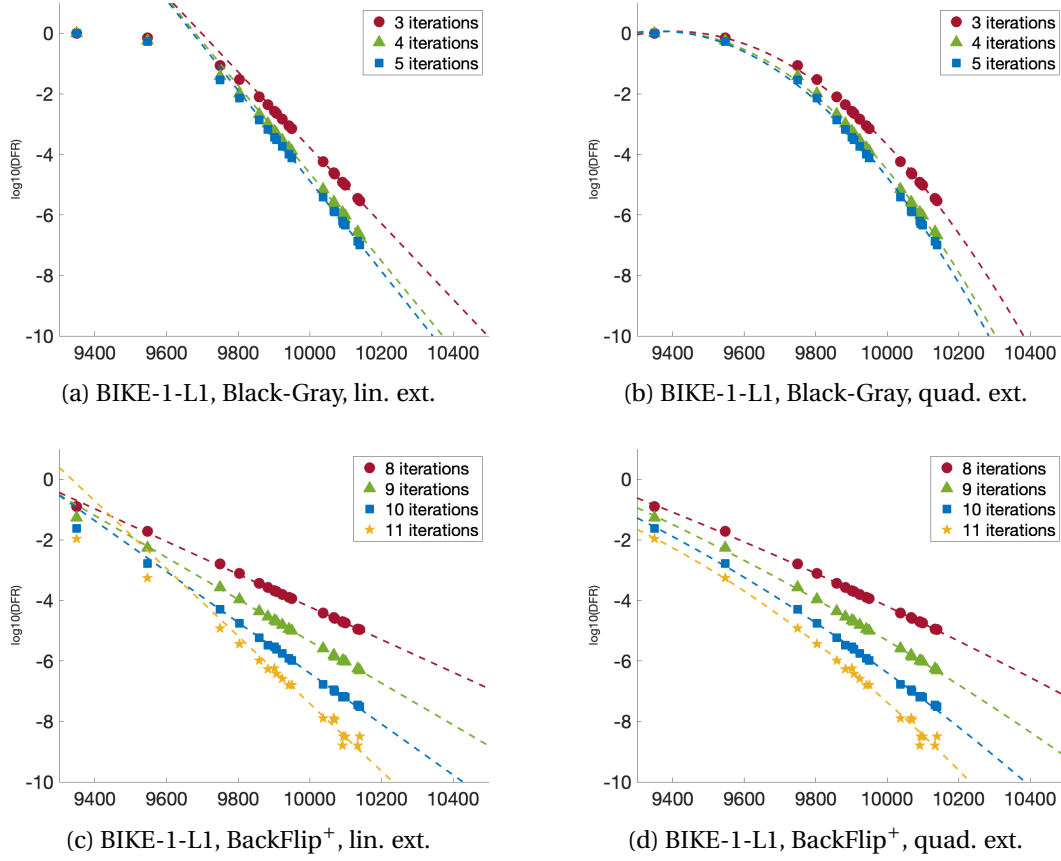 3 iterations
4 iterations
5 iterations
0
-2
-4
-6
-8
-10
log10(DFR)
9400 9600 9800 10000 10200 10400
(a) BIKE-1-L1, Black-Gray, lin. ext.
3 iterations
4 iterations
5 iterations
0
-2
-4
-6
-8
-10
log10(DFR)
9400 9600 9800 10000 10200 10400
(b) BIKE-1-L1, Black-Gray, quad. ext.
8 iterations
9 iterations
10 iterations
11 iterations
0
-2
-4
-6
-8
-10
log10(DFR)
9400 9600 9800 10000 10200 10400
(c) BIKE-1-L1, BackFlip⁺, lin. ext.
8 iterations
9 iterations
10 iterations
11 iterations
0
-2
-4
-6
-8
-10
log10(DFR)
9400 9600 9800 10000 10200 10400
(d) BIKE-1-L1, BackFlip⁺, quad. ext.